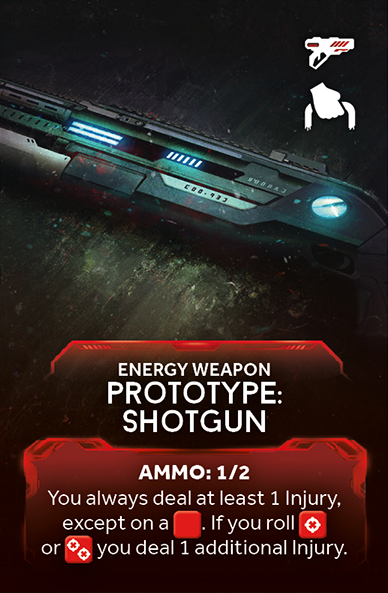 ENERGY WEAPON
PROTOTYPE:
SHOTGUN
AMMO: 1/2
You always deal at least 1 Injury,
except on a . If you roll
or you deal 1 additional Injury.